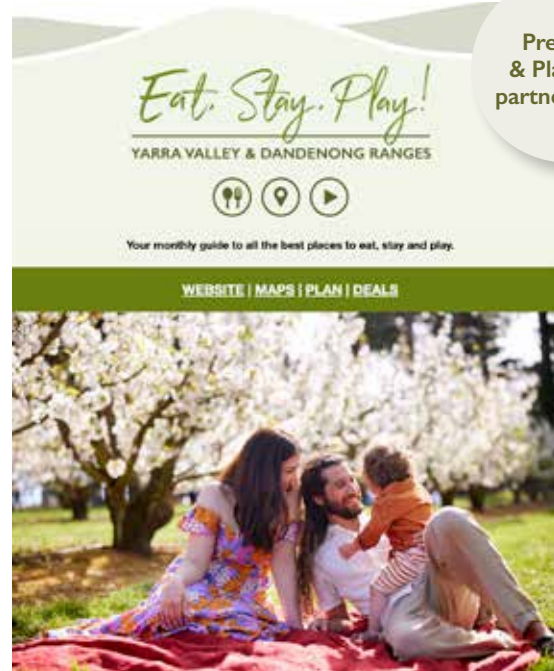 Eat. Stay. Play!
YARRA VALLEY & DANDENONG RANGES
Your monthly guide to all the best places to eat, stay and play.
WEBSITE | MAPS | PLAN | DEALS
&